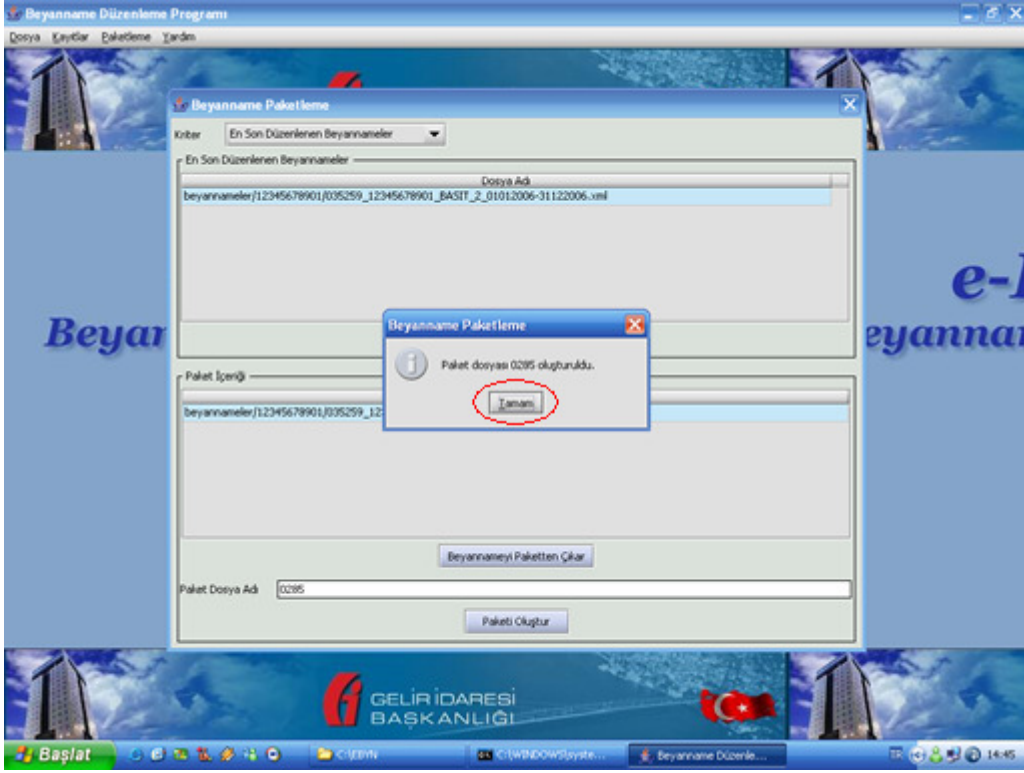 Beyanname Düzenleme Programı
Dosya Kayıtlar Paketleme Yardım
Beyanname Paketleme
Kriter En Son Düzenlenen Beyannameler
En Son Düzenlenen Beyannameler
Dosya Adı
beyannameler/12345678901/035259_12345678901_BASIT_2_01012006-31122006.xml
e-
Beyan
eyannar
Beyanname Paketleme
Paket dosyası 0285 oluşturuldu.
Tamam
Paket İçeriği
beyannameler/12345678901/035259_12
Beyannameyi Paketten Çıkar
Paket Dosya Adı 0285
Paketi Oluştur
GELİR İDARESİ
BAŞKANLIĞI
Başlat C:\EBYN C:\WINDOWS\syste... Beyanname Düzenle... TR 14:45